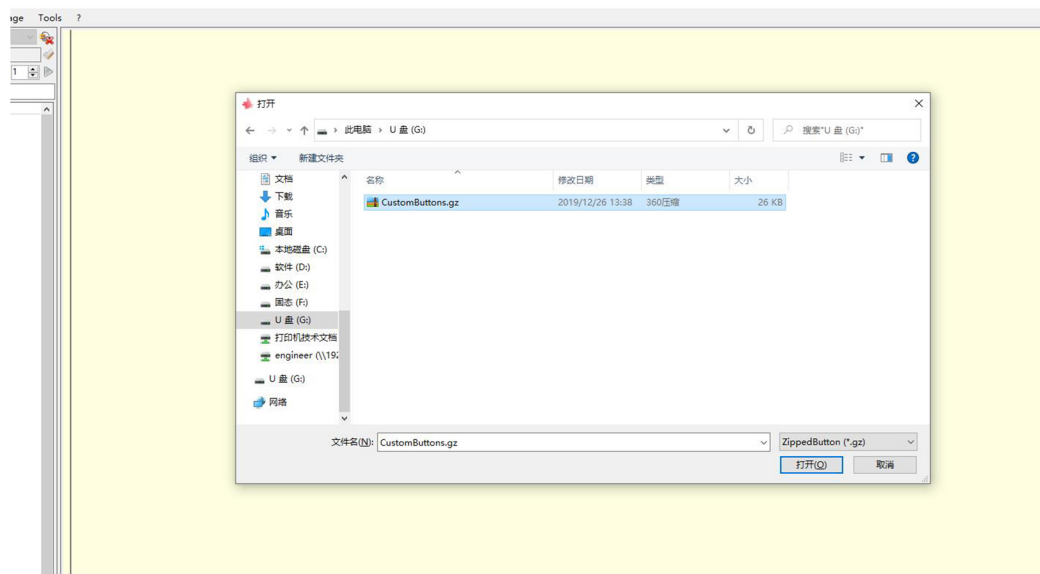 age Tools ?
1
打开
此电脑 › U 盘 (G:)
搜索"U 盘 (G:)"
组织 新建文件夹
名称 修改日期 类型 大小
CustomButtons.gz 2019/12/26 13:38 360压缩 26 KB
文档
下载
音乐
桌面
本地磁盘 (C:)
软件 (D:)
办公 (E:)
固态 (F:)
U 盘 (G:)
打印机技术文档
engineer (\\192
U 盘 (G:)
网络
文件名(N): CustomButtons.gz ZippedButton (*.gz)
打开(O) 取消